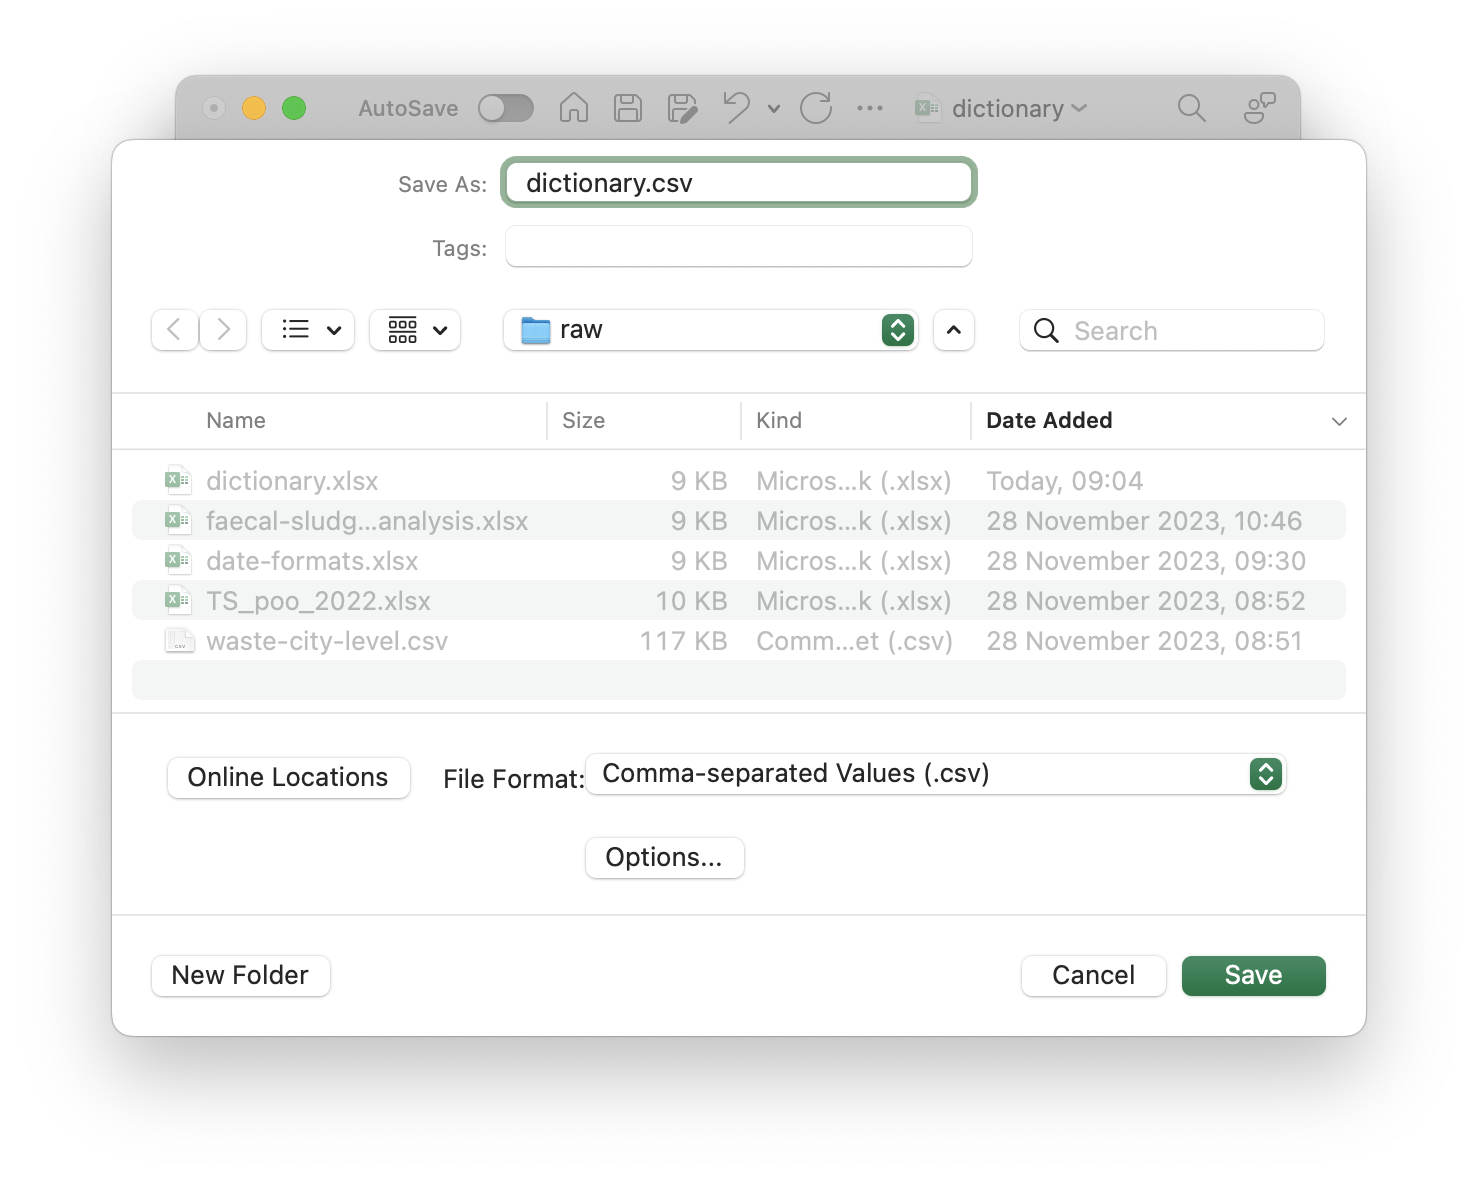 AutoSave dictionary
Save As: dictionary.csv
Tags:
raw Search
Name Size Kind Date Added
dictionary.xlsx 9 KB Micros...k (.xlsx) Today, 09:04
faecal-sludg...analysis.xlsx 9 KB Micros...k (.xlsx) 28 November 2023, 10:46
date-formats.xlsx 9 KB Micros...k (.xlsx) 28 November 2023, 09:30
TS_poo_2022.xlsx 10 KB Micros...k (.xlsx) 28 November 2023, 08:52
waste-city-level.csv 117 KB Comm...et (.csv) 28 November 2023, 08:51
Online Locations File Format: Comma-separated Values (.csv)
Options...
New Folder Cancel Save